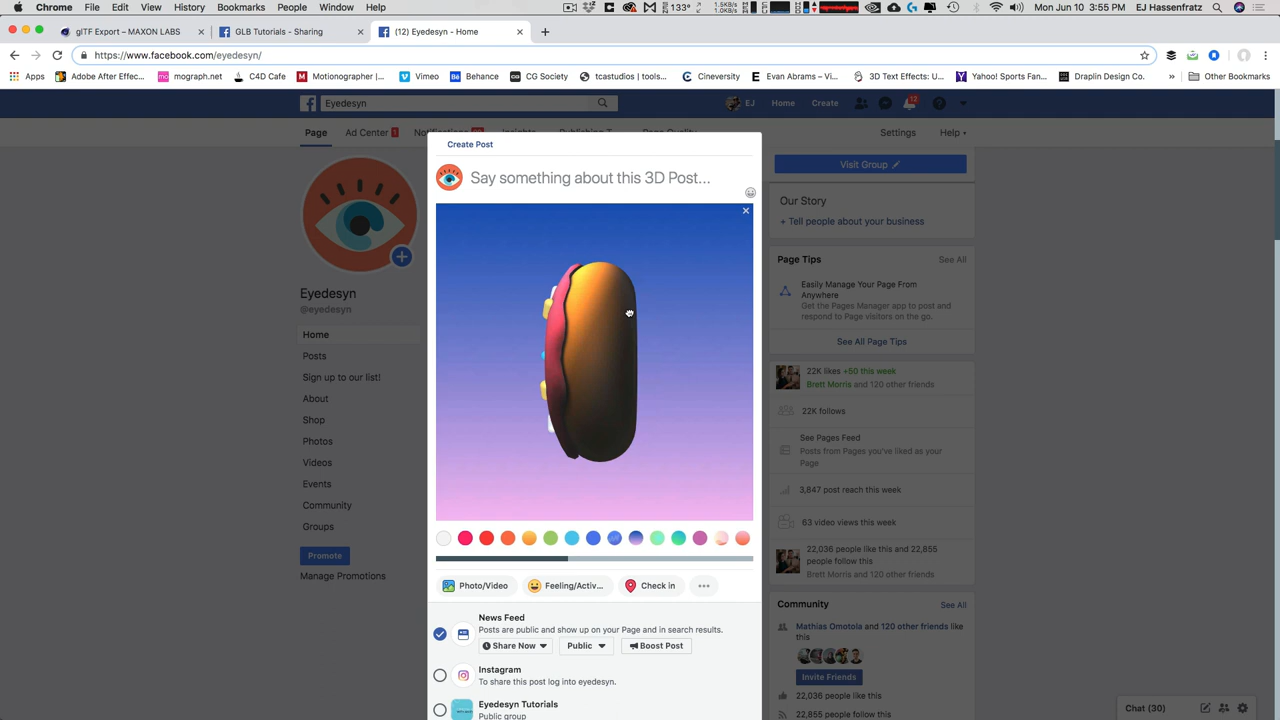 Chrome File Edit View History Bookmarks People Window Help 133° 1.5KB/s 1.0KB/s Mon Jun 10 3:55 PM EJ Hassenfratz
glTF Export – MAXON LABS GLB Tutorials - Sharing (12) Eyedesyn - Home
https://www.facebook.com/eyedesyn/
Apps Adobe After Effec... mograph.net C4D Cafe Motionographer |... Vimeo Behance CG Society tcastudios | tools... Cineversity Evan Abrams – Vi... 3D Text Effects: U... Yahoo! Sports Fan... Draplin Design Co. » Other Bookmarks
Eyedesyn EJ Home Create 12
Page Ad Center 1 Notifications Insights Publishing T... Page Quality Settings Help
Create Post
Say something about this 3D Post...
Visit Group
Our Story
+ Tell people about your business
Page Tips See All
Easily Manage Your Page From
Anywhere
Get the Pages Manager app to post and
respond to Page visitors on the go.
See All Page Tips
22K likes +50 this week
Brett Morris and 120 other friends
22K follows
See Pages Feed
Posts from Pages you've liked as your
Page
3,847 post reach this week
63 video views this week
22,036 people like this and 22,855
people follow this
Brett Morris and 120 other friends
Community See All
Mathias Omotola and 120 other friends like
this
Invite Friends
22,036 people like this
22,855 people follow this
Eyedesyn
@eyedesyn
Home
Posts
Sign up to our list!
About
Shop
Photos
Videos
Events
Community
Groups
Promote
Manage Promotions
Photo/Video Feeling/Activ... Check in
News Feed
Posts are public and show up on your Page and in search results.
Share Now Public Boost Post
Instagram
To share this post log into eyedesyn.
Eyedesyn Tutorials
Public group
Chat (30)